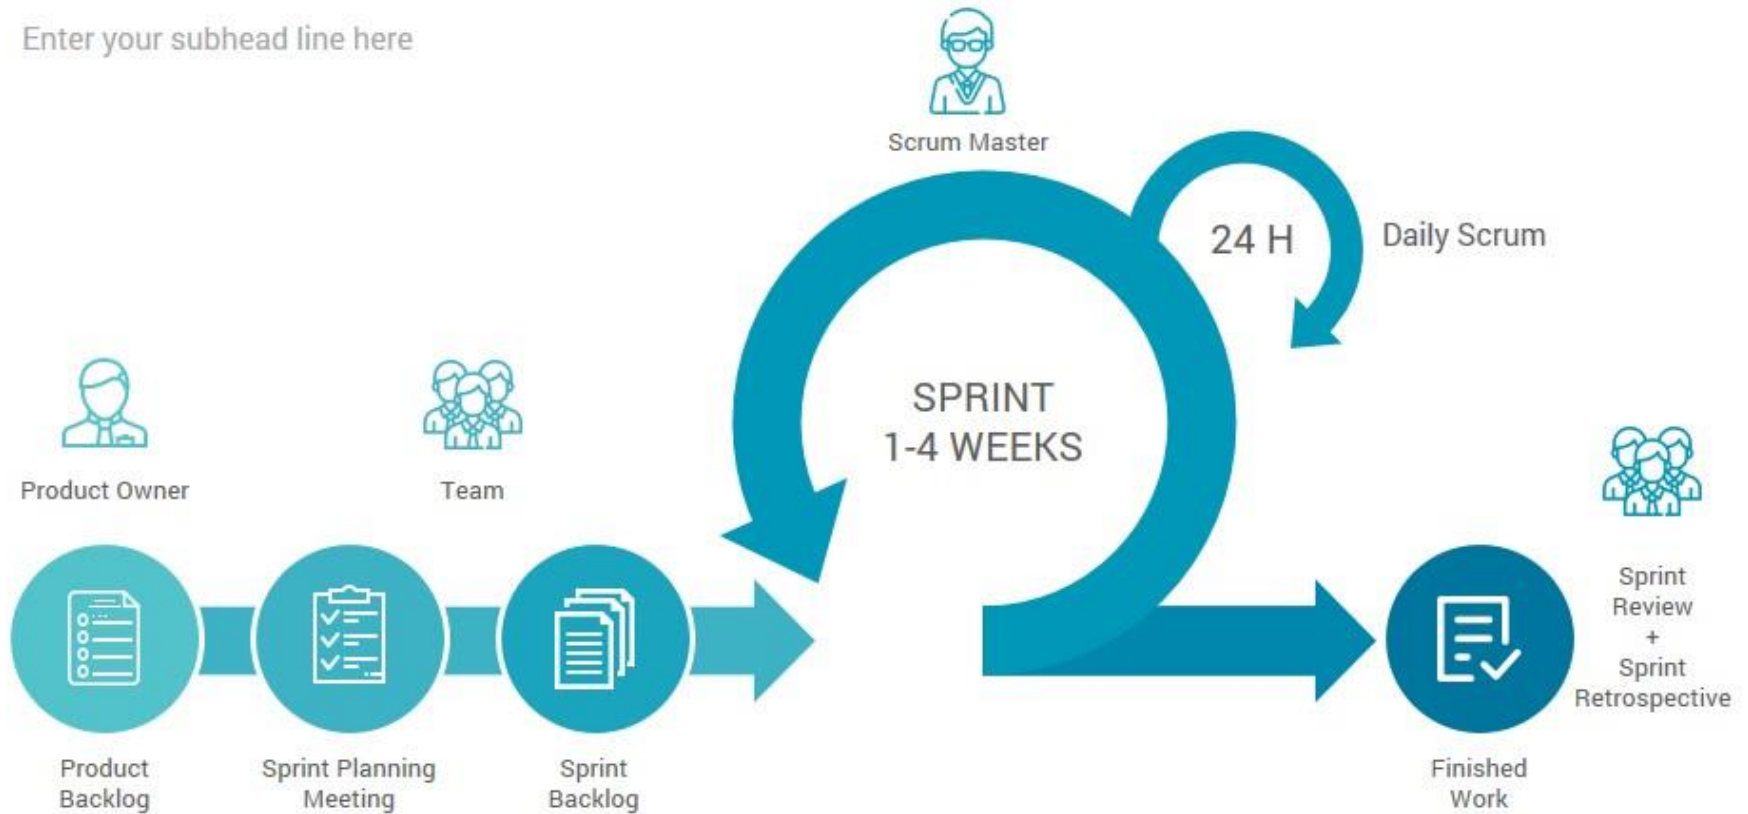 Enter your subhead line here
Scrum Master
24 H
Daily Scrum
SPRINT
1-4 WEEKS
Product Owner
Team
Product
Backlog
Sprint Planning
Meeting
Sprint
Backlog
Finished
Work
Sprint
Review
+
Sprint
Retrospective